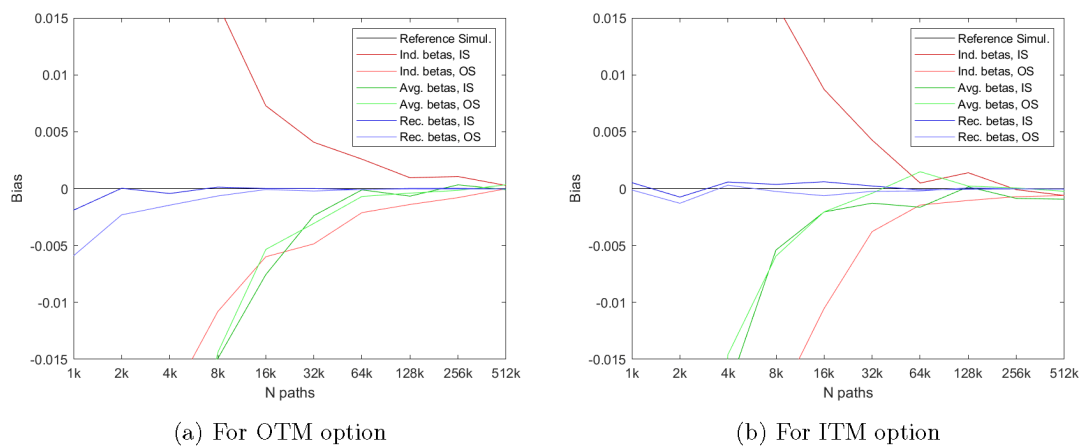 0.015
0.01
0.005
0
-0.005
-0.01
-0.015
Bias
1k 2k 4k 8k 16k 32k 64k 128k 256k 512k
N paths
Reference Simul.
Ind. betas, IS
Ind. betas, OS
Avg. betas, IS
Avg. betas, OS
Rec. betas, IS
Rec. betas, OS
(a) For OTM option
0.015
0.01
0.005
0
-0.005
-0.01
-0.015
Bias
1k 2k 4k 8k 16k 32k 64k 128k 256k 512k
N paths
Reference Simul.
Ind. betas, IS
Ind. betas, OS
Avg. betas, IS
Avg. betas, OS
Rec. betas, IS
Rec. betas, OS
(b) For ITM option